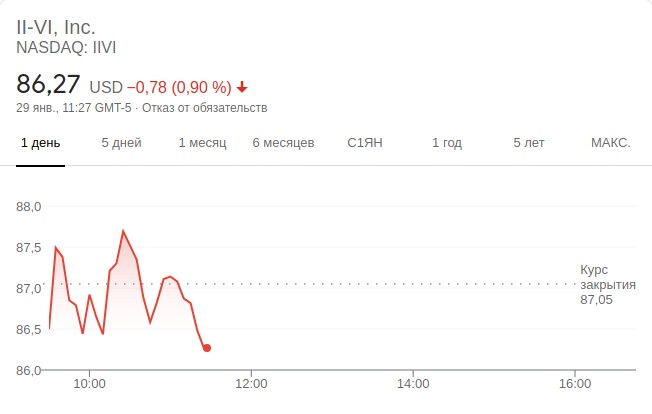 II-VI, Inc.
NASDAQ: IIVI
86,27 USD −0,78 (0,90 %)
29 янв., 11:27 GMT-5 · Отказ от обязательств
1 день 5 дней 1 месяц 6 месяцев С1ЯН 1 год 5 лет МАКС.
88,0
87,5
87,0
86,5
86,0
Курс
закрытия
87,05
10:00 12:00 14:00 16:00